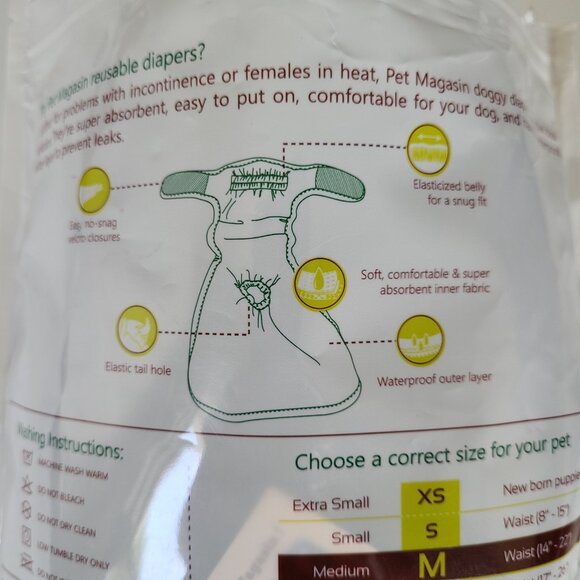 Pet Magasin reusable diapers?
problems with incontinence or females in heat, Pet Magasin doggy
They're super absorbent, easy to put on, comfortable for your dog, and
to prevent leaks.
Elasticized belly
for a snug fit
Easy no-snag
velcro closures
Soft, comfortable & super
absorbent inner fabric
Elastic tail hole
Waterproof outer layer
Washing Instructions:
MACHINE WASH WARM
DO NOT BLEACH
DO NOT DRY CLEAN
LOW TUMBLE DRY ONLY
DO NOT
Choose a correct size for your pet
Extra Small XS New born puppie
Small S Waist (8" - 15")
Medium M Waist (14" - 22")